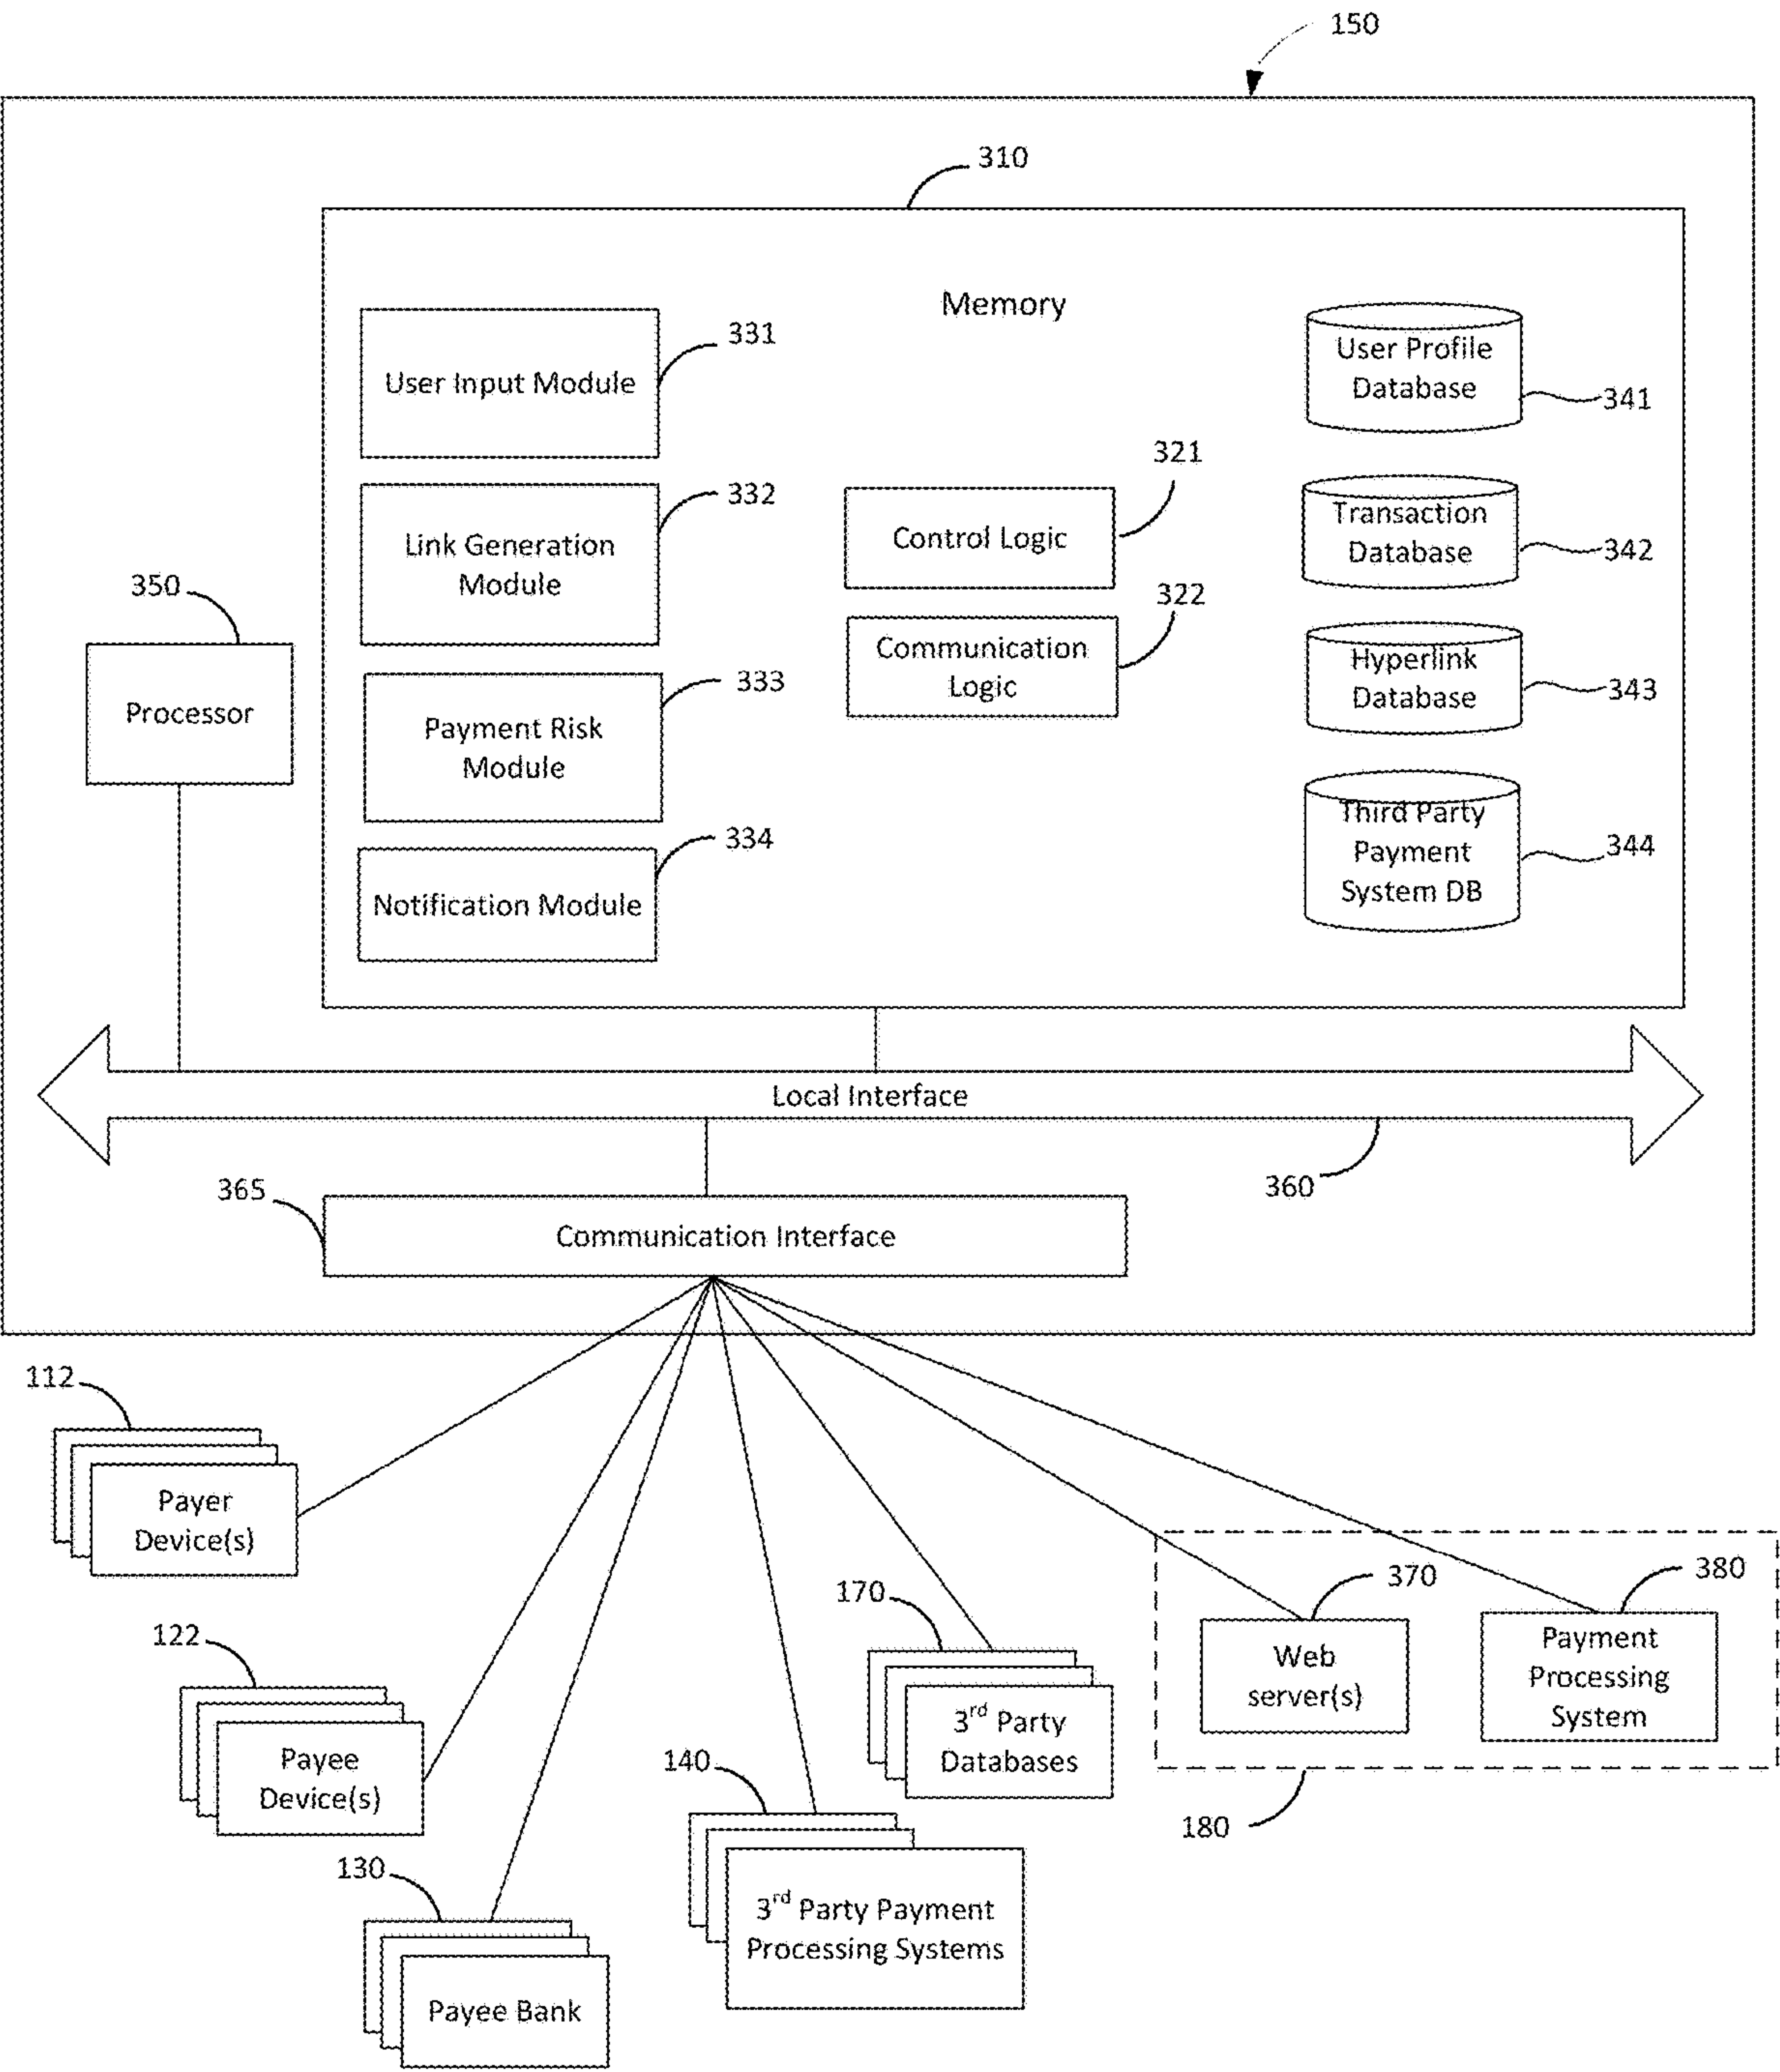 150
310
Memory
User Input Module
331
User Profile
Database
341
321
332
Link Generation
Module
Control Logic
Transaction
Database
342
350
322
Processor
Communication
Logic
Hyperlink
Database
343
333
Payment Risk
Module
Third Party
Payment
System DB
344
334
Notification Module
Local Interface
360
365
Communication Interface
112
Payer
Device(s)
122
Payee
Device(s)
130
Payee Bank
140
3rd Party Payment
Processing Systems
170
3rd Party
Databases
370
Web
server(s)
380
Payment
Processing
System
180